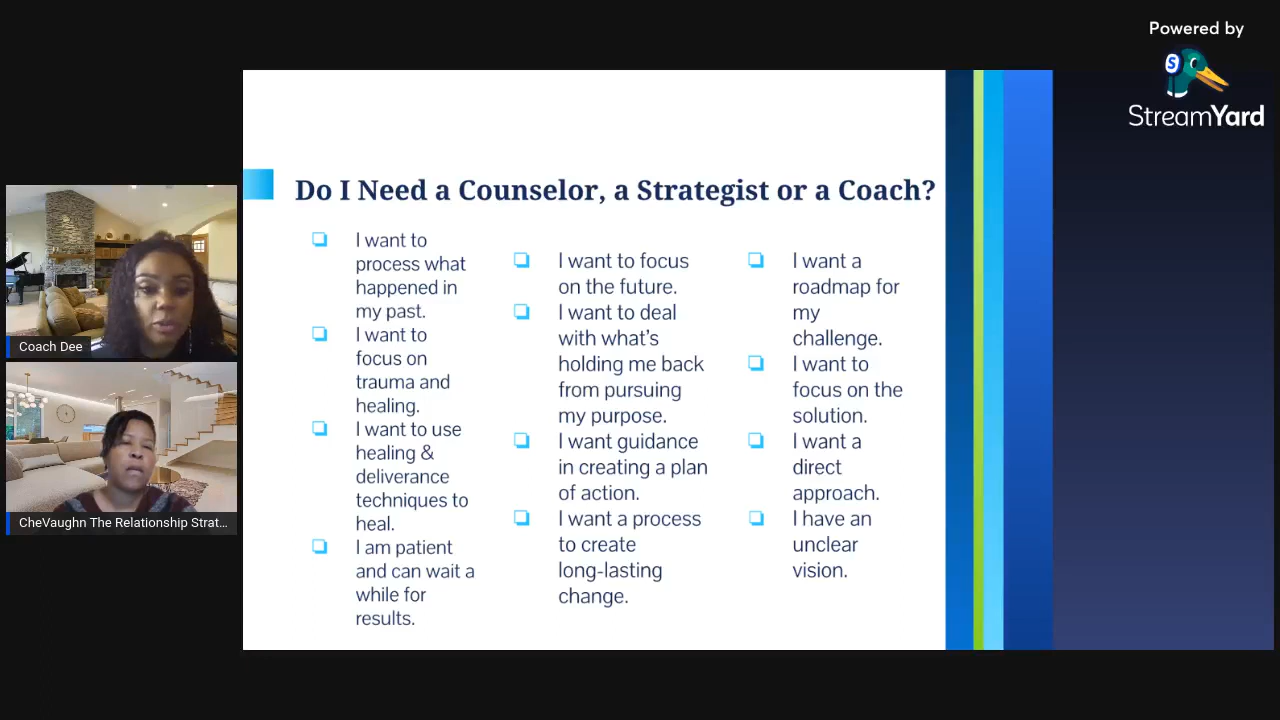 Powered by
StreamYard
Do I Need a Counselor, a Strategist or a Coach?
I want to
process what
happened in
my past.
I want to
focus on
trauma and
healing.
I want to use
healing &
deliverance
techniques to
heal.
I am patient
and can wait a
while for
results.
I want to focus
on the future.
I want to deal
with what's
holding me back
from pursuing
my purpose.
I want guidance
in creating a plan
of action.
I want a process
to create
long-lasting
change.
I want a
roadmap for
my
challenge.
I want to
focus on the
solution.
I want a
direct
approach.
I have an
unclear
vision.
Coach Dee
CheVaughn The Relationship Strat...